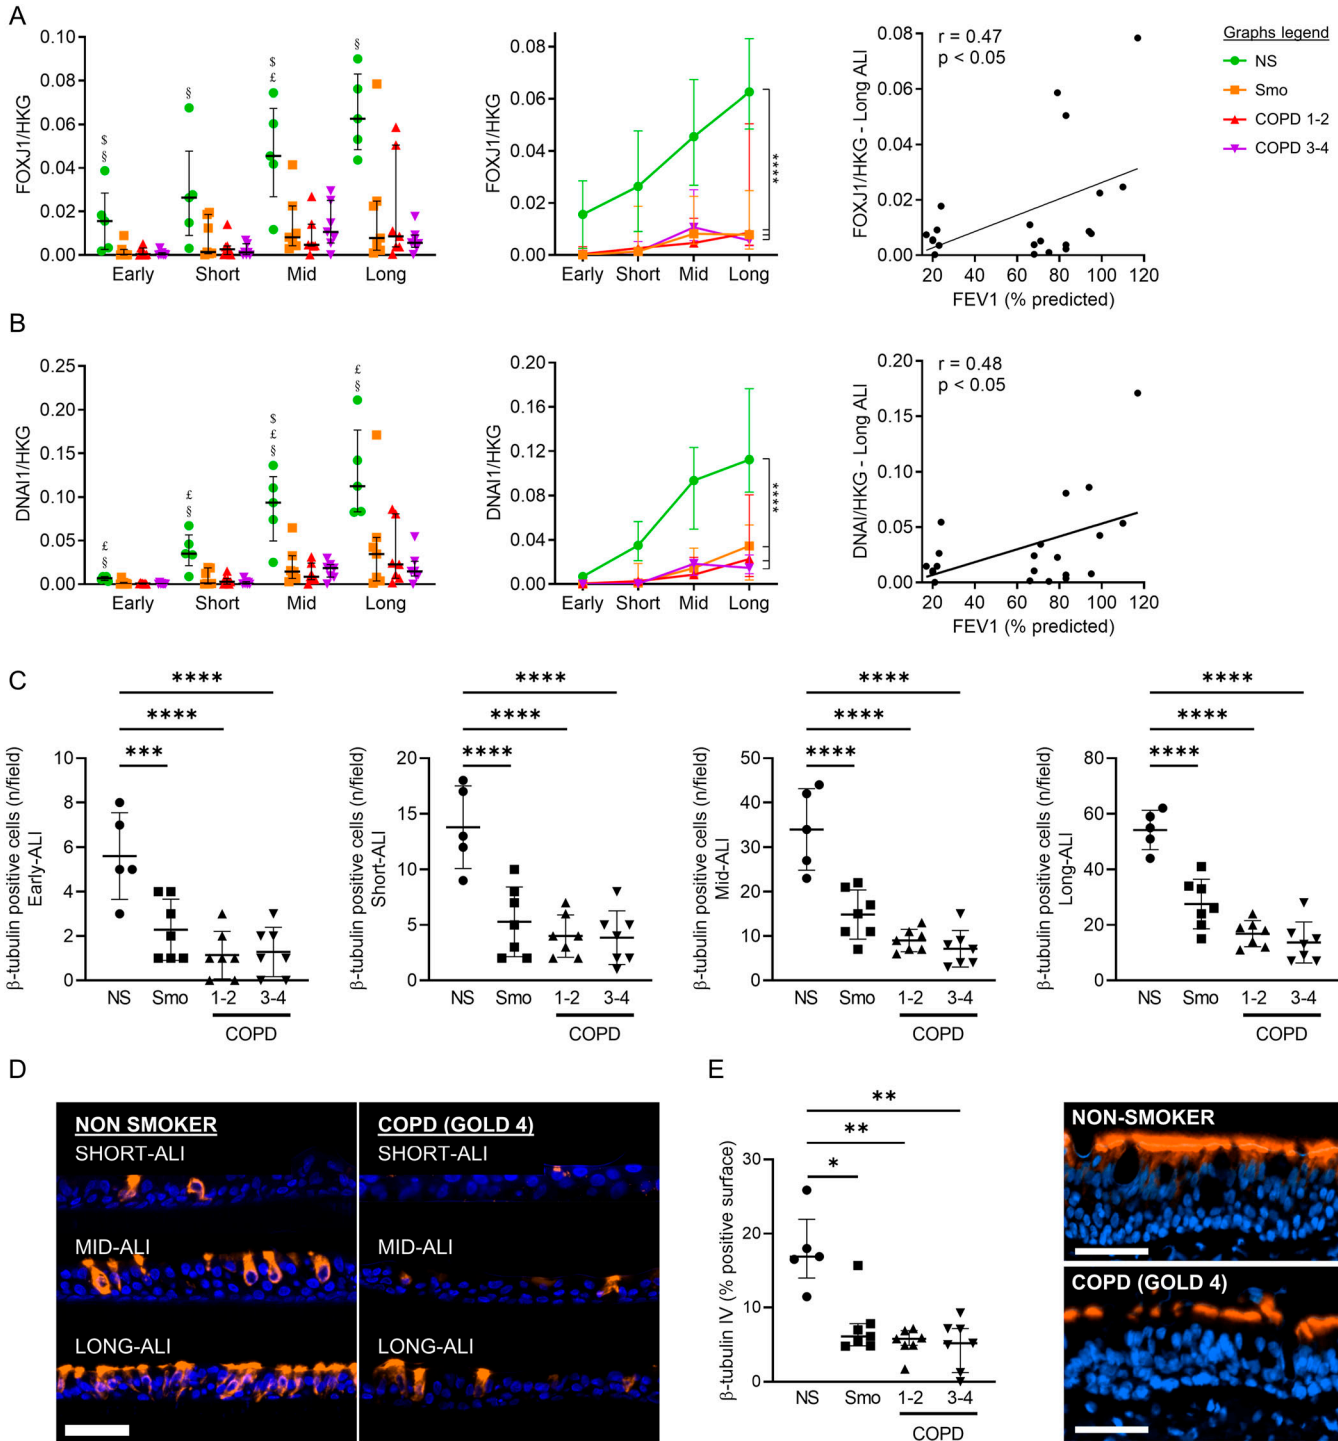 A
FOXJ1/HKG
0.10
0.08
0.06
0.04
0.02
0.00
$
§
§
$
£
§
Early Short Mid Long
FOXJ1/HKG
0.08
0.06
0.04
0.02
0.00
****
Early Short Mid Long
FOXJ1/HKG - Long ALI
0.08
0.06
0.04
0.02
0.00
r = 0.47
p < 0.05
20 40 60 80 100 120
FEV1 (% predicted)
Graphs legend
NS
Smo
COPD 1-2
COPD 3-4
B
DNAI1/HKG
0.25
0.20
0.15
0.10
0.05
0.00
£
§
£
§
$
£
§
£
§
Early Short Mid Long
DNAI1/HKG
0.20
0.16
0.12
0.08
0.04
0.00
****
Early Short Mid Long
DNAI/HKG - Long ALI
0.20
0.15
0.10
0.05
0.00
r = 0.48
p < 0.05
20 40 60 80 100 120
FEV1 (% predicted)
C
β-tubulin positive cells (n/field)
Early-ALI
****
****
***
10
8
6
4
2
0
NS Smo 1-2 3-4
COPD
β-tubulin positive cells (n/field)
Short-ALI
****
****
****
20
15
10
5
0
NS Smo 1-2 3-4
COPD
β-tubulin positive cells (n/field)
Mid-ALI
****
****
****
50
40
30
20
10
0
NS Smo 1-2 3-4
COPD
β-tubulin positive cells (n/field)
Long-ALI
****
****
****
80
60
40
20
0
NS Smo 1-2 3-4
COPD
D
NON SMOKER
SHORT-ALI
MID-ALI
LONG-ALI
COPD (GOLD 4)
SHORT-ALI
MID-ALI
LONG-ALI
E
β-tubulin IV (% positive surface)
**
**
*
30
20
10
0
NS Smo 1-2 3-4
COPD
NON-SMOKER
COPD (GOLD 4)